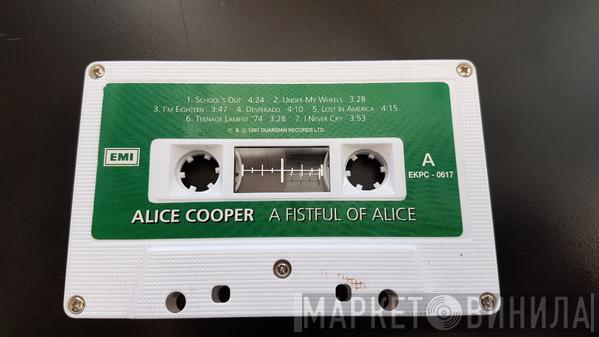 1. SCHOOL'S OUT 4:24 2. UNDER MY WHEELS 3:28
3. I'M EIGHTEEN 3:47 4. DESPERADO 4:10 5. LOST IN AMERICA 4:15
6. TEENAGE LAMENT '74 3:28 7. I NEVER CRY 3:53
℗ & © 1997 GUARDIAN RECORDS LTD.
EMI
A
EKPC - 0617
ALICE COOPER A FISTFUL OF ALICE
МАРКЕТ ВИНИЛА